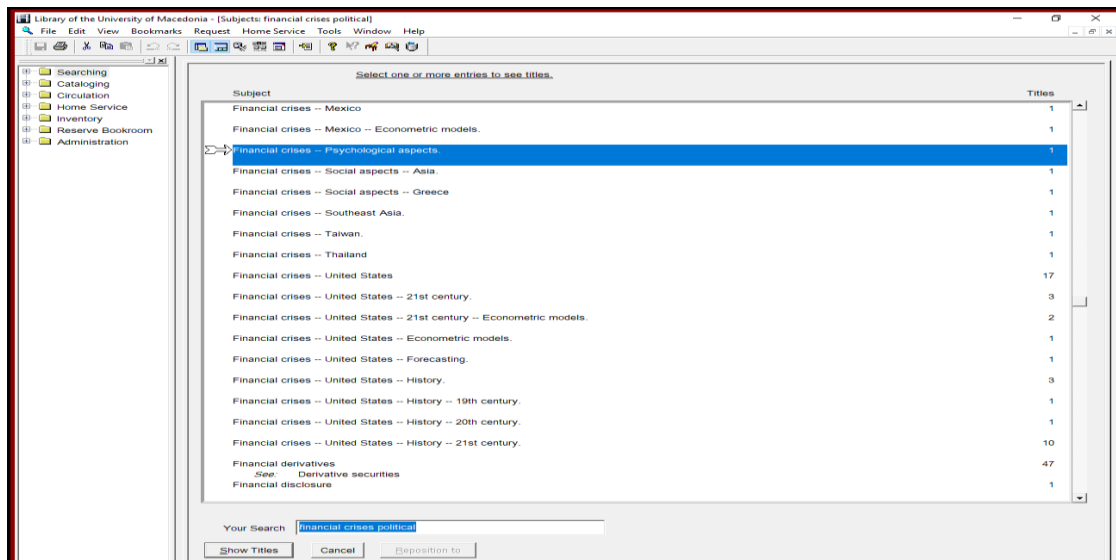 Library of the University of Macedonia - [Subjects: financial crises political]
File Edit View Bookmarks Request Home Service Tools Window Help
Searching
Cataloging
Circulation
Home Service
Inventory
Reserve Bookroom
Administration
Select one or more entries to see titles.
Subject Titles
Financial crises -- Mexico 1
Financial crises -- Mexico -- Econometric models. 1
Financial crises -- Psychological aspects. 1
Financial crises -- Social aspects -- Asia. 1
Financial crises -- Social aspects -- Greece 1
Financial crises -- Southeast Asia. 1
Financial crises -- Taiwan. 1
Financial crises -- Thailand 1
Financial crises -- United States 17
Financial crises -- United States -- 21st century. 3
Financial crises -- United States -- 21st century -- Econometric models. 2
Financial crises -- United States -- Econometric models. 1
Financial crises -- United States -- Forecasting. 1
Financial crises -- United States -- History. 3
Financial crises -- United States -- History -- 19th century. 1
Financial crises -- United States -- History -- 20th century. 1
Financial crises -- United States -- History -- 21st century. 10
Financial derivatives 47
See: Derivative securities
Financial disclosure 1
Your Search financial crises political
Show Titles Cancel Reposition to